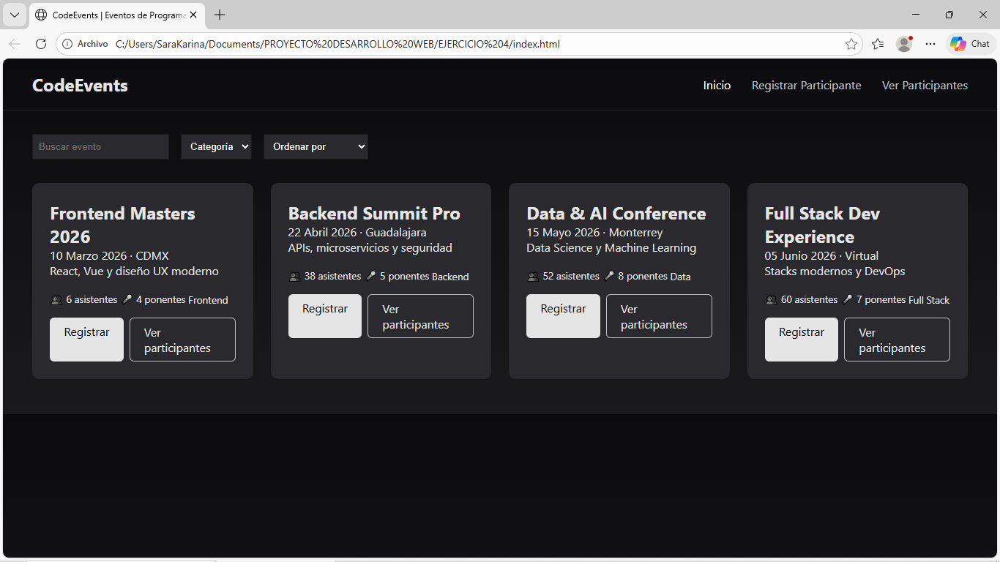 CodeEvents | Eventos de Programa
Archivo C:/Users/SaraKarina/Documents/PROYECTO%20DESARROLLO%20WEB/EJERCICIO%204/index.html
Chat
CodeEvents
Inicio Registrar Participante Ver Participantes
Buscar evento Categoría Ordenar por
Frontend Masters
2026
10 Marzo 2026 · CDMX
React, Vue y diseño UX moderno
6 asistentes 4 ponentes Frontend
Registrar
Ver
participantes
Backend Summit Pro
22 Abril 2026 · Guadalajara
APIs, microservicios y seguridad
38 asistentes 5 ponentes Backend
Registrar
Ver
participantes
Data & AI Conference
15 Mayo 2026 · Monterrey
Data Science y Machine Learning
52 asistentes 8 ponentes Data
Registrar
Ver
participantes
Full Stack Dev
Experience
05 Junio 2026 · Virtual
Stacks modernos y DevOps
60 asistentes 7 ponentes Full Stack
Registrar
Ver
participantes